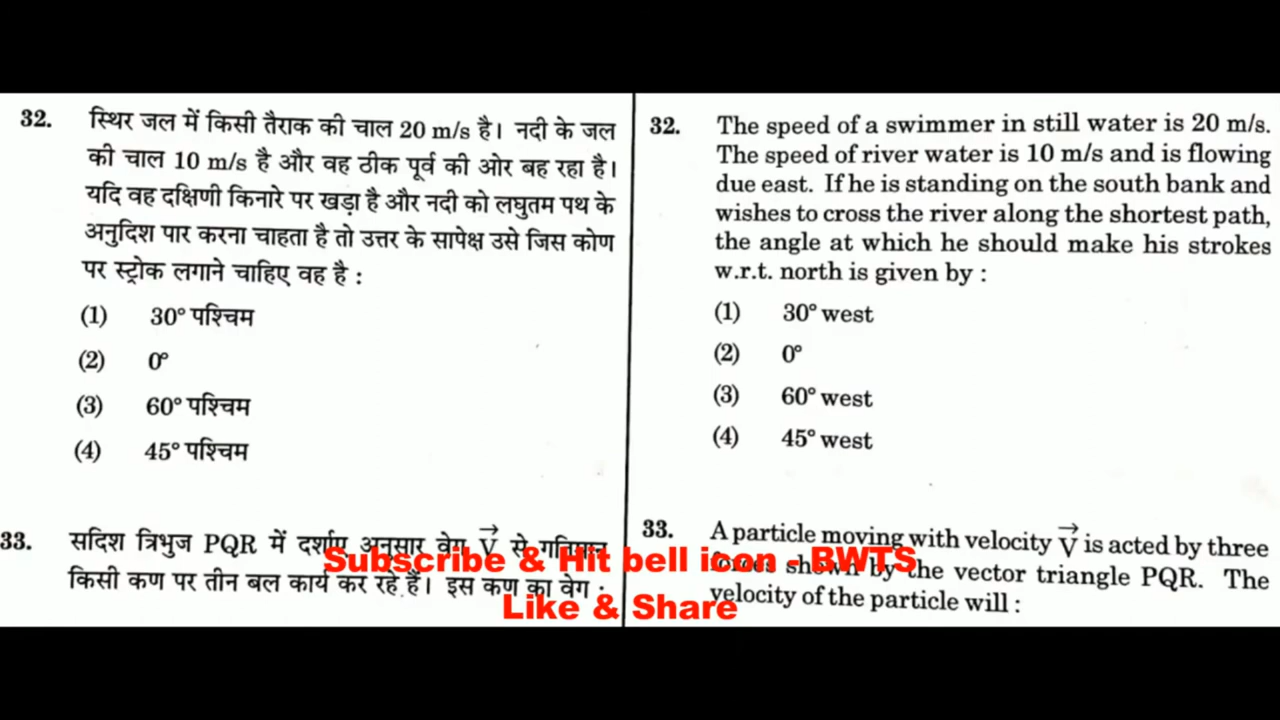 32. स्थिर जल में किसी तैराक की चाल 20 m/s है। नदी के जल
की चाल 10 m/s है और वह ठीक पूर्व की ओर बह रहा है।
यदि वह दक्षिणी किनारे पर खड़ा है और नदी को लघुतम पथ के
अनुदिश पार करना चाहता है तो उत्तर के सापेक्ष उसे जिस कोण
पर स्ट्रोक लगाने चाहिए वह है :
(1) 30° पश्चिम
(2) 0°
(3) 60° पश्चिम
(4) 45° पश्चिम
33. सदिश त्रिभुज PQR में दर्शाए अनुसार वेग V→ से गतिमान
किसी कण पर तीन बल कार्य कर रहे हैं। इस कण का वेग :
32. The speed of a swimmer in still water is 20 m/s.
The speed of river water is 10 m/s and is flowing
due east. If he is standing on the south bank and
wishes to cross the river along the shortest path,
the angle at which he should make his strokes
w.r.t. north is given by :
(1) 30° west
(2) 0°
(3) 60° west
(4) 45° west
33. A particle moving with velocity V→ is acted by three
forces shown by the vector triangle PQR. The
velocity of the particle will :
Subscribe & Hit bell icon - BWTS
Like & Share